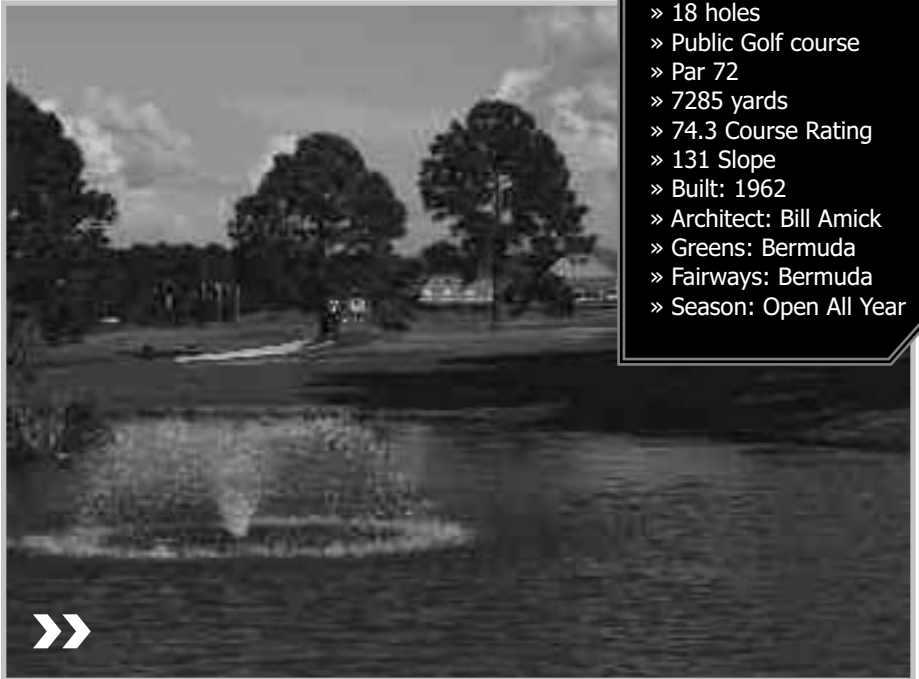 » 18 holes
» Public Golf course
» Par 72
» 7285 yards
» 74.3 Course Rating
» 131 Slope
» Built: 1962
» Architect: Bill Amick
» Greens: Bermuda
» Fairways: Bermuda
» Season: Open All Year